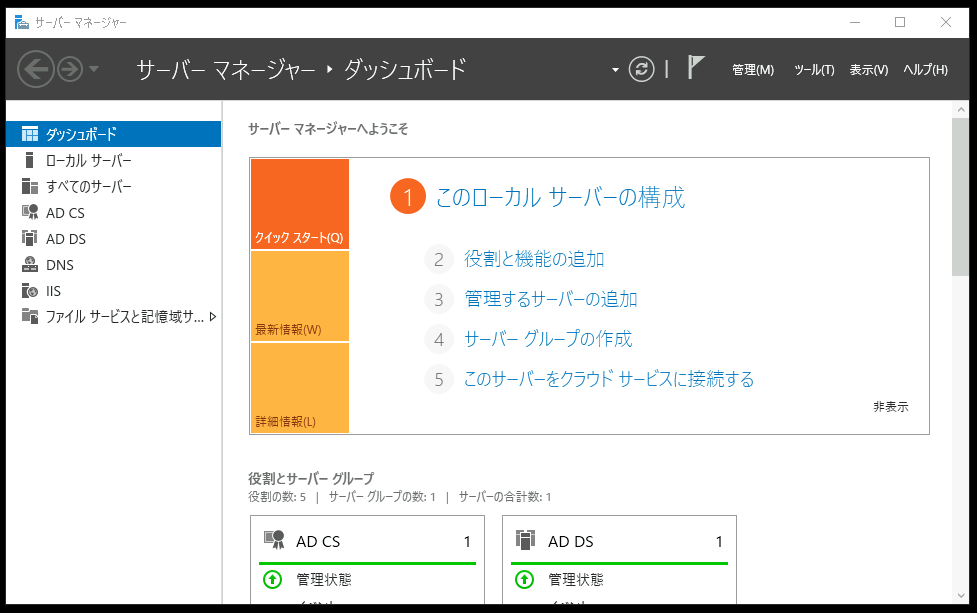 サーバー マネージャー
サーバー マネージャー ・ ダッシュボード
管理(M) ツール(T) 表示(V) ヘルプ(H)
ダッシュボード
ローカル サーバー
すべてのサーバー
AD CS
AD DS
DNS
IIS
ファイル サービスと記憶域サ...
サーバー マネージャーへようこそ
クイック スタート(Q)
最新情報(W)
詳細情報(L)
1 このローカル サーバーの構成
2 役割と機能の追加
3 管理するサーバーの追加
4 サーバー グループの作成
5 このサーバーをクラウド サービスに接続する
非表示
役割とサーバー グループ
役割の数: 5 | サーバー グループの数: 1 | サーバーの合計数: 1
AD CS 1
管理状態
AD DS 1
管理状態